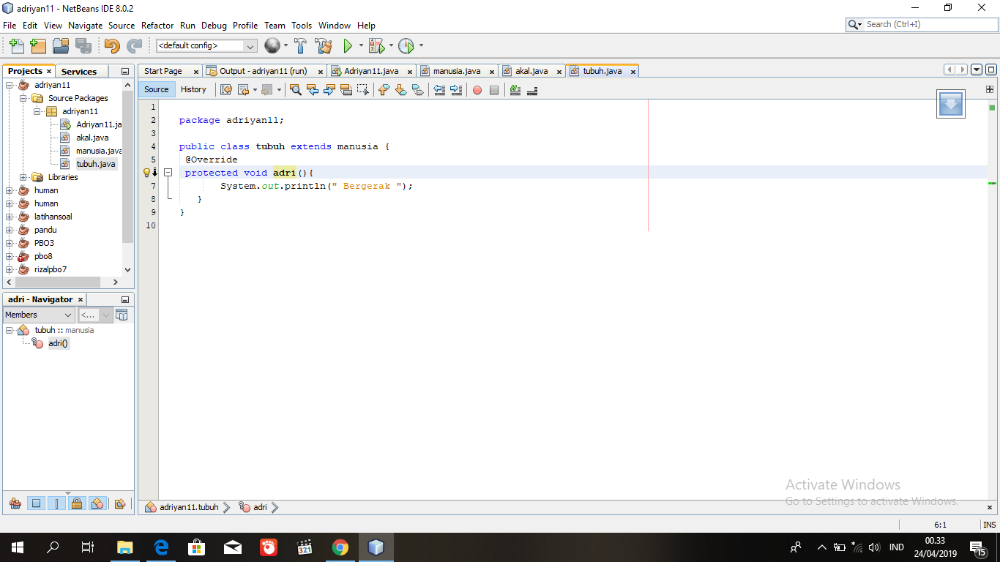 adriyan11 - NetBeans IDE 8.0.2
File Edit View Navigate Source Refactor Run Debug Profile Team Tools Window Help
Search (Ctrl+I)
<default config>
Projects
Services
Start Page
Output - adriyan11 (run)
Adriyan11.java
manusia.java
akal.java
tubuh.java
Source History
adriyan11
Source Packages
adriyan11
Adriyan11.ja
akal.java
manusia.java
tubuh.java
Libraries
human
human
latihansoal
pandu
PBO3
pbo8
rizalpbo7
1
2 package adriyan11;
3
4 public class tubuh extends manusia {
5 @Override
6 protected void adri(){
7 System.out.println(" Bergerak ");
8 }
9 }
10
adri - Navigator
Members
<...
tubuh :: manusia
adri()
Activate Windows
Go to Settings to activate Windows.
adriyan11.tubuh
adri
6:1
INS
321
IND
00.33
24/04/2019
15